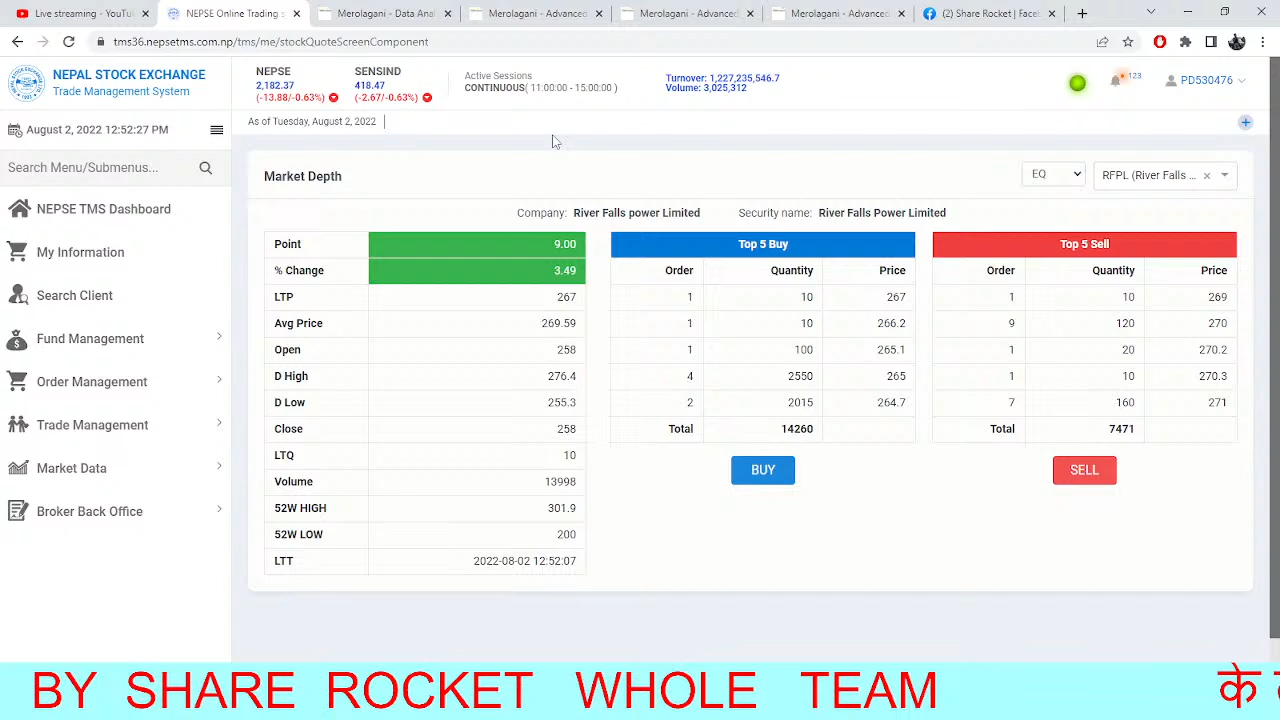 Live streaming - YouTu
NEPSE Online Trading s
Merolagani - Data Anal
Merolagani - Advanced
Merolagani - Advanced
Merolagani - Advanced
(2) Share Rocket | Face
tms36.nepsetms.com.np/tms/me/stockQuoteScreenComponent
NEPAL STOCK EXCHANGE
Trade Management System
NEPSE
2,182.37
(-13.88/-0.63%)
SENSIND
418.47
(-2.67/-0.63%)
Active Sessions
CONTINUOUS( 11:00:00 - 15:00:00 )
Turnover: 1,227,235,546.7
Volume: 3,025,312
123
PD530476
August 2, 2022 12:52:27 PM
As of Tuesday, August 2, 2022
Search Menu/Submenus...
NEPSE TMS Dashboard
My Information
Search Client
Fund Management
Order Management
Trade Management
Market Data
Broker Back Office
Market Depth
EQ
RFPL (River Falls ...
Company: River Falls power Limited
Security name: River Falls Power Limited
Point 9.00
% Change 3.49
LTP 267
Avg Price 269.59
Open 258
D High 276.4
D Low 255.3
Close 258
LTQ 10
Volume 13998
52W HIGH 301.9
52W LOW 200
LTT 2022-08-02 12:52:07
Top 5 Buy
Order Quantity Price
1 10 267
1 10 266.2
1 100 265.1
4 2550 265
2 2015 264.7
Total 14260
BUY
Top 5 Sell
Order Quantity Price
1 10 269
9 120 270
1 20 270.2
1 10 270.3
7 160 271
Total 7471
SELL
BY SHARE ROCKET WHOLE TEAM के